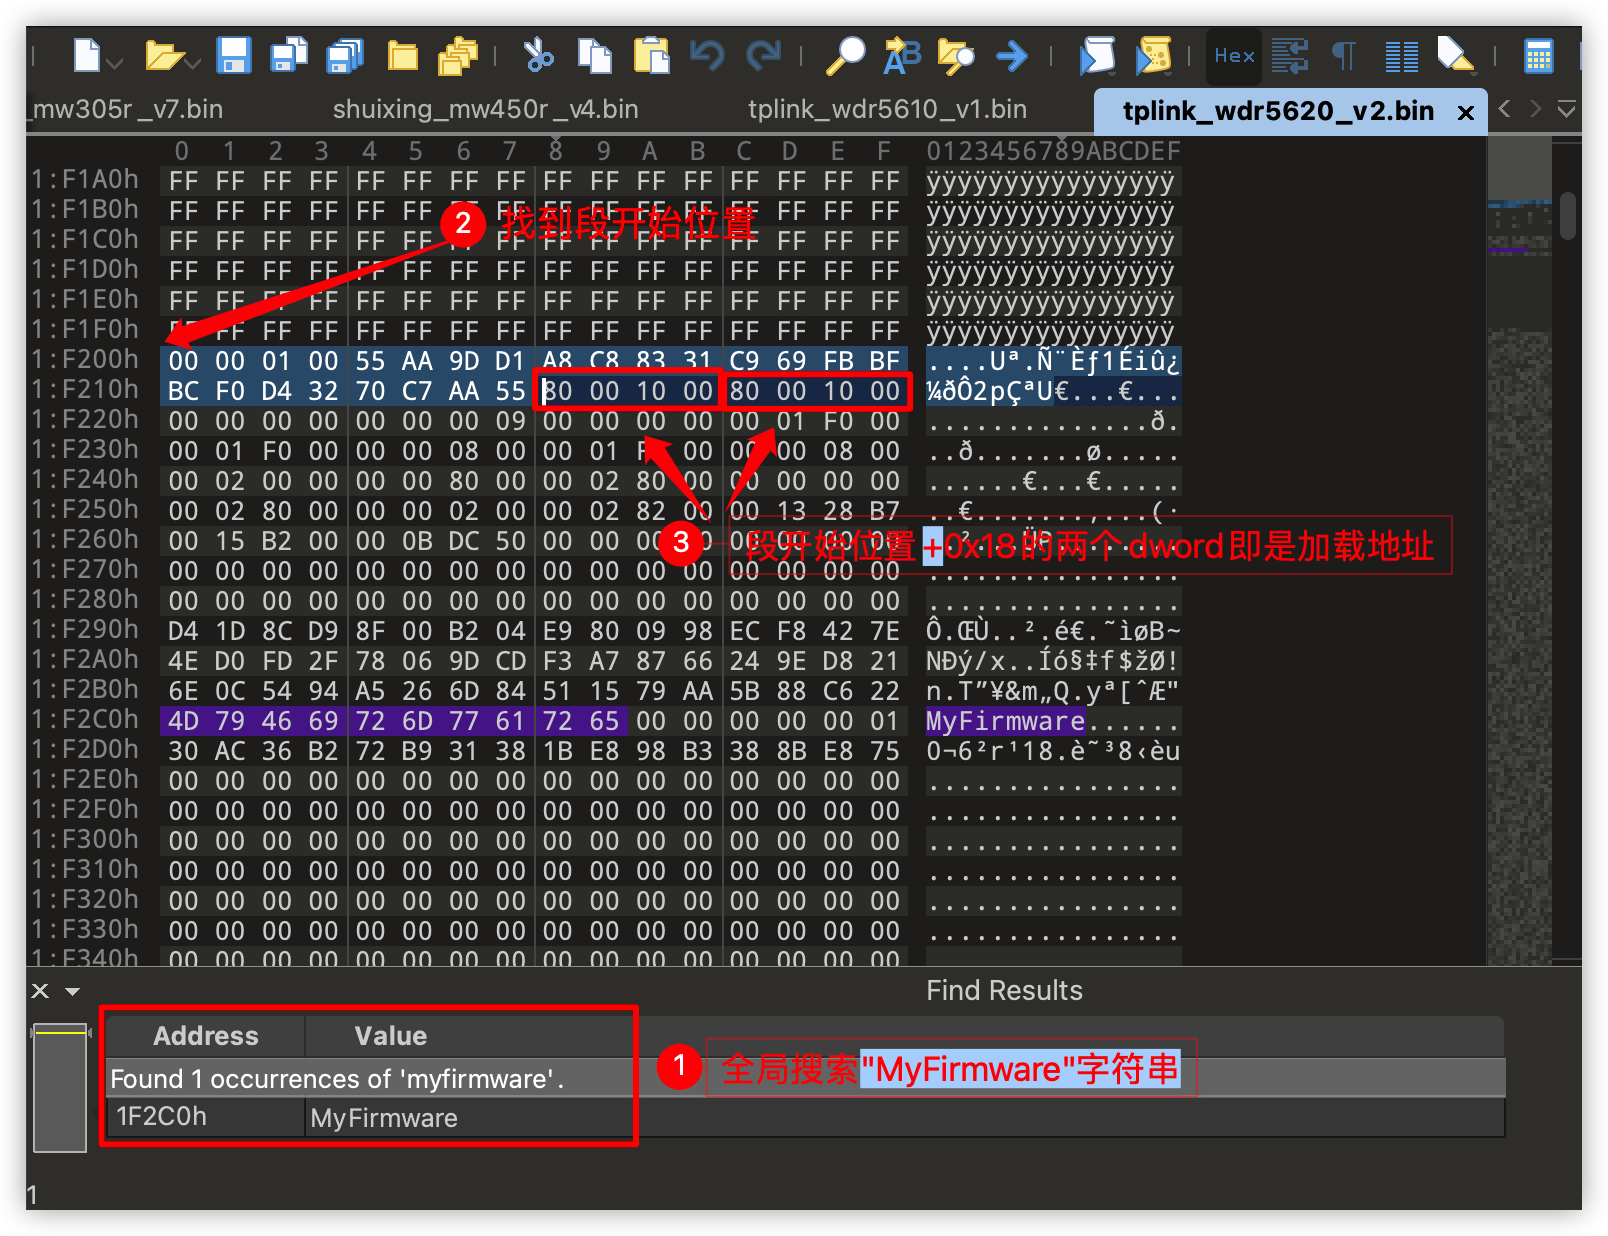 Hex
_mw305r_v7.bin shuixing_mw450r_v4.bin tplink_wdr5610_v1.bin tplink_wdr5620_v2.bin
0 1 2 3 4 5 6 7 8 9 A B C D E F 0123456789ABCDEF
1:F1A0h FF FF FF FF FF FF FF FF FF FF FF FF FF FF FF FF ÿÿÿÿÿÿÿÿÿÿÿÿÿÿÿÿ
1:F1B0h FF FF FF FF FF FF FF FF FF FF FF FF FF FF FF FF ÿÿÿÿÿÿÿÿÿÿÿÿÿÿÿÿ
2 找到段开始位置
1:F1C0h FF FF FF FF FF FF FF FF FF FF FF FF FF FF FF FF ÿÿÿÿÿÿÿÿÿÿÿÿÿÿÿÿ
1:F1D0h FF FF FF FF FF FF FF FF FF FF FF FF FF FF FF FF ÿÿÿÿÿÿÿÿÿÿÿÿÿÿÿÿ
1:F1E0h FF FF FF FF FF FF FF FF FF FF FF FF FF FF FF FF ÿÿÿÿÿÿÿÿÿÿÿÿÿÿÿÿ
1:F1F0h FF FF FF FF FF FF FF FF FF FF FF FF FF FF FF FF ÿÿÿÿÿÿÿÿÿÿÿÿÿÿÿÿ
1:F200h 00 00 01 00 55 AA 9D D1 A8 C8 83 31 C9 69 FB BF ....Uª.Ñ¨Èƒ1Éiû¿
1:F210h BC F0 D4 32 70 C7 AA 55 80 00 10 00 80 00 10 00 ¼ðÔ2pÇªU€...€...
1:F220h 00 00 00 00 00 00 00 09 00 00 00 00 00 01 F0 00 ..............ð.
1:F230h 00 01 F0 00 00 00 08 00 00 01 00 00 08 00 ..ð.......ø.....
1:F240h 00 02 00 00 00 00 80 00 00 02 80 00 00 00 00 ......€...€.....
1:F250h 00 02 80 00 00 00 02 00 00 02 82 00 00 13 28 B7 ..€.......‚...(·
1:F260h 00 15 B2 00 00 0B DC 50 00 00 00
3 段开始位置+0x18的两个dword即是加载地址
1:F270h 00 00 00 00 00 00 00 00 00 00 00 00 00 00 00 00 ................
1:F280h 00 00 00 00 00 00 00 00 00 00 00 00 00 00 00 00 ................
1:F290h D4 1D 8C D9 8F 00 B2 04 E9 80 09 98 EC F8 42 7E Ô.ŒÙ..².é€.˜ìøB~
1:F2A0h 4E D0 FD 2F 78 06 9D CD F3 A7 87 66 24 9E D8 21 NÐý/x..Íó§‡f$žØ!
1:F2B0h 6E 0C 54 94 A5 26 6D 84 51 15 79 AA 5B 88 C6 22 n.T”¥&m„Q.yª[ˆÆ"
1:F2C0h 4D 79 46 69 72 6D 77 61 72 65 00 00 00 00 00 01 MyFirmware......
1:F2D0h 30 AC 36 B2 72 B9 31 38 1B E8 98 B3 38 8B E8 75 0¬6²r¹18.è˜³8‹èu
1:F2E0h 00 00 00 00 00 00 00 00 00 00 00 00 00 00 00 00 ................
1:F2F0h 00 00 00 00 00 00 00 00 00 00 00 00 00 00 00 00 ................
1:F300h 00 00 00 00 00 00 00 00 00 00 00 00 00 00 00 00 ................
1:F310h 00 00 00 00 00 00 00 00 00 00 00 00 00 00 00 00 ................
1:F320h 00 00 00 00 00 00 00 00 00 00 00 00 00 00 00 00 ................
1:F330h 00 00 00 00 00 00 00 00 00 00 00 00 00 00 00 00 ................
1:F340h 00 00 00 00 00 00 00 00 00 00 00 00 00 00 00 00 ................
Find Results
Address Value
Found 1 occurrences of 'myfirmware'.
1 全局搜索"MyFirmware"字符串
1F2C0h MyFirmware
1